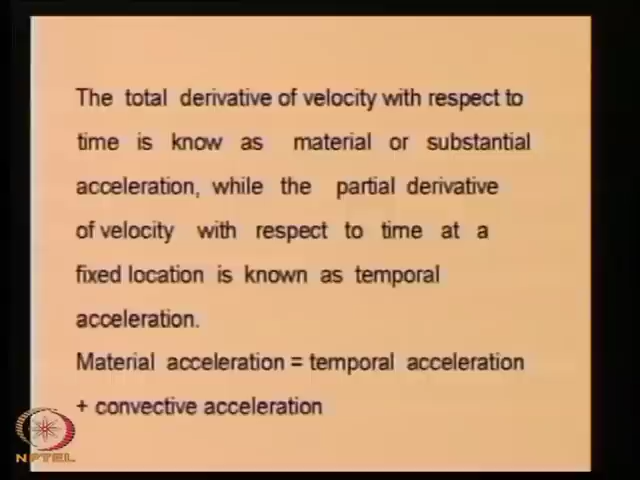 The total derivative of velocity with respect to
time is know as material or substantial
acceleration, while the partial derivative
of velocity with respect to time at a
fixed location is known as temporal
acceleration.
Material acceleration = temporal acceleration
+ convective acceleration
NPTEL